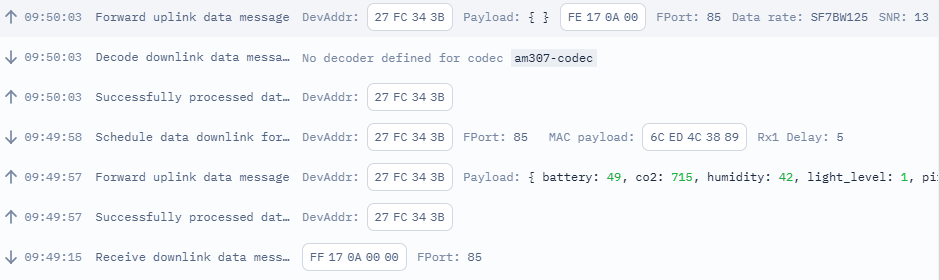 09:50:03 Forward uplink data message DevAddr: 27 FC 34 3B Payload: { } FE 17 0A 00 FPort: 85 Data rate: SF7BW125 SNR: 13
09:50:03 Decode downlink data messa… No decoder defined for codec am307-codec
09:50:03 Successfully processed dat… DevAddr: 27 FC 34 3B
09:49:58 Schedule data downlink for… DevAddr: 27 FC 34 3B FPort: 85 MAC payload: 6C ED 4C 38 89 Rx1 Delay: 5
09:49:57 Forward uplink data message DevAddr: 27 FC 34 3B Payload: { battery: 49, co2: 715, humidity: 42, light_level: 1, pi
09:49:57 Successfully processed dat… DevAddr: 27 FC 34 3B
09:49:15 Receive downlink data mess… FF 17 0A 00 00 FPort: 85